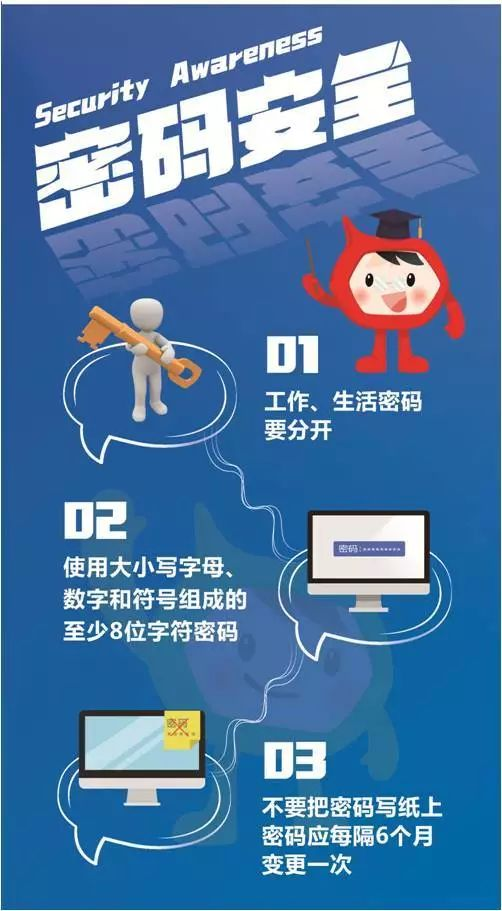 Security Awareness
密码安全
01
工作、生活密码
要分开
02
使用大小写字母、
数字和符号组成的
至少8位字符密码
密码:*********
密码
03
不要把密码写纸上
密码应每隔6个月
变更一次